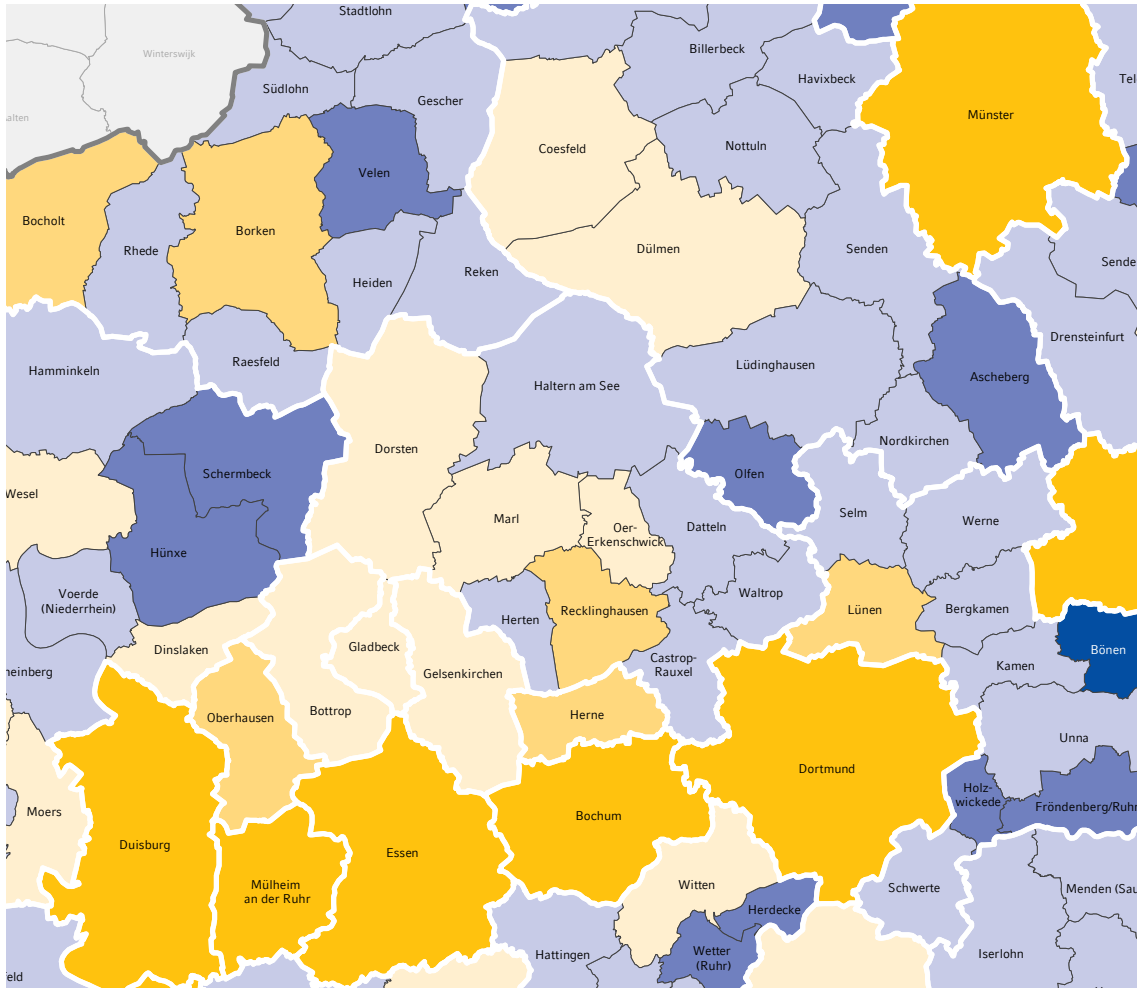 Stadtlohn
Billerbeck
Winterswijk
Havixbeck
Südlohn
Gescher
Münster
Coesfeld
Nottuln
Velen
Bocholt
Borken
Rhede
Dülmen
Senden
Reken
Heiden
Drensteinfurt
Raesfeld
Hamminkeln
Lüdinghausen
Haltern am See
Ascheberg
Nordkirchen
Dorsten
Schermbeck
Olfen
Wesel
Selm
Marl
Werne
Oer-
Erkenschwick
Datteln
Hünxe
Voerde
(Niederrhein)
Waltrop
Bergkamen
Lünen
Recklinghausen
Herten
Bönen
Dinslaken
Gladbeck
Castrop-
Rauxel
Kamen
Gelsenkirchen
Bottrop
Herne
Oberhausen
Unna
Dortmund
Holz-
wickede
Fröndenberg/Ruhr
Moers
Bochum
Duisburg
Essen
Mülheim
an der Ruhr
Witten
Schwerte
Herdecke
Hattingen
Wetter
(Ruhr)
Iserlohn